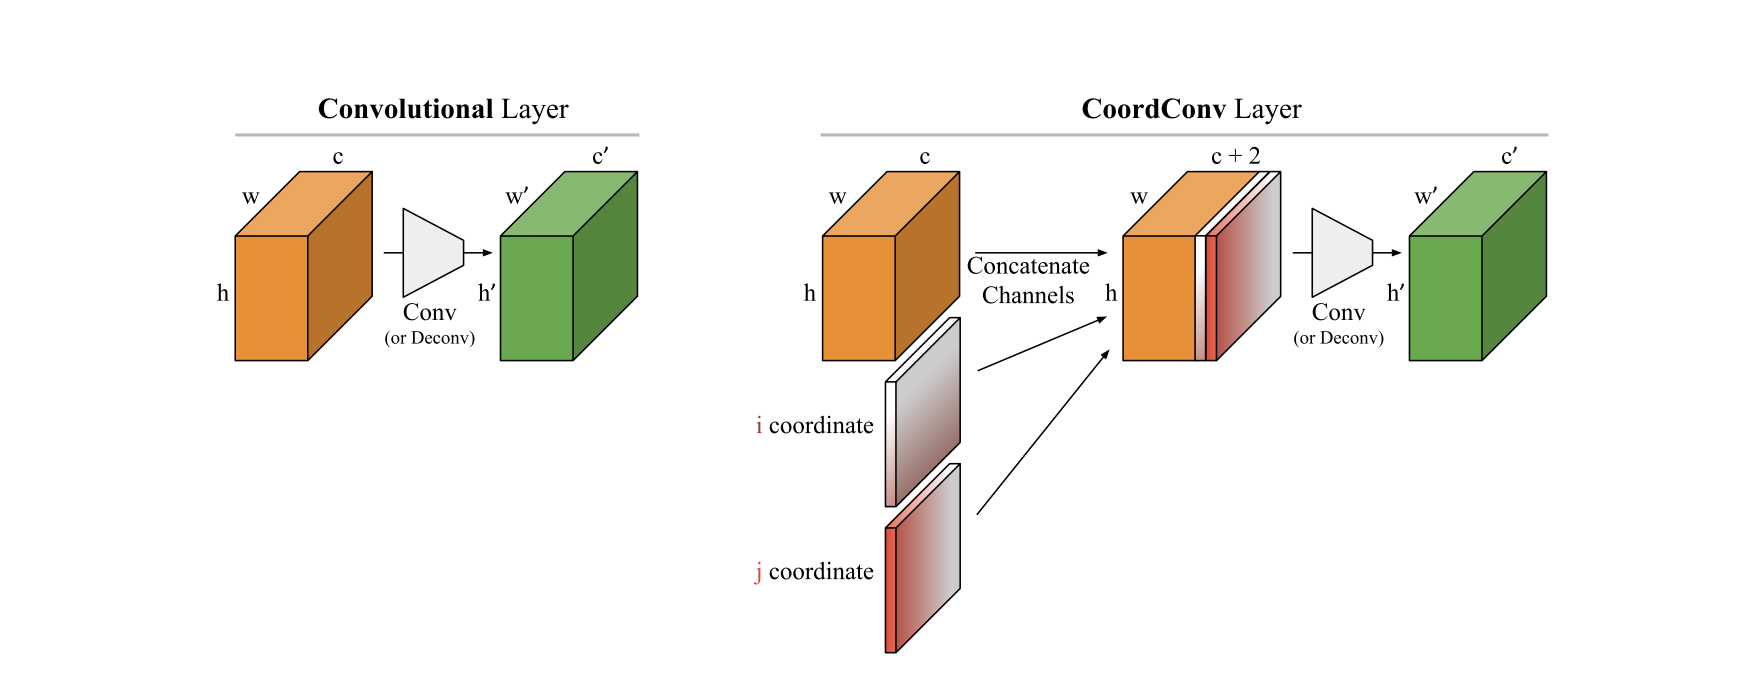 Convolutional Layer
c
w
h
Conv
(or Deconv)
c’
w’
h’
CoordConv Layer
c
w
h
i coordinate
j coordinate
Concatenate
Channels
c + 2
w
h
Conv
(or Deconv)
c’
w’
h’